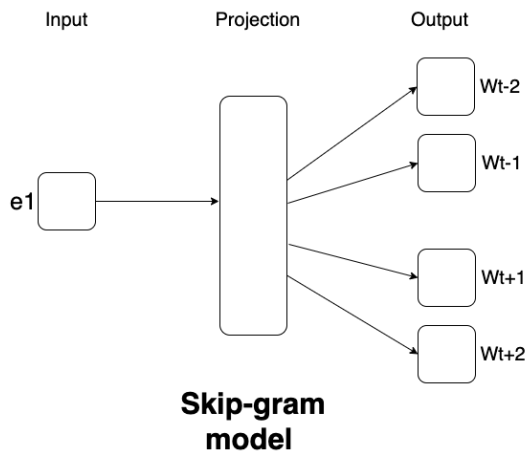 Input
Projection
Output
e1
Wt-2
Wt-1
Wt+1
Wt+2
Skip-gram
model